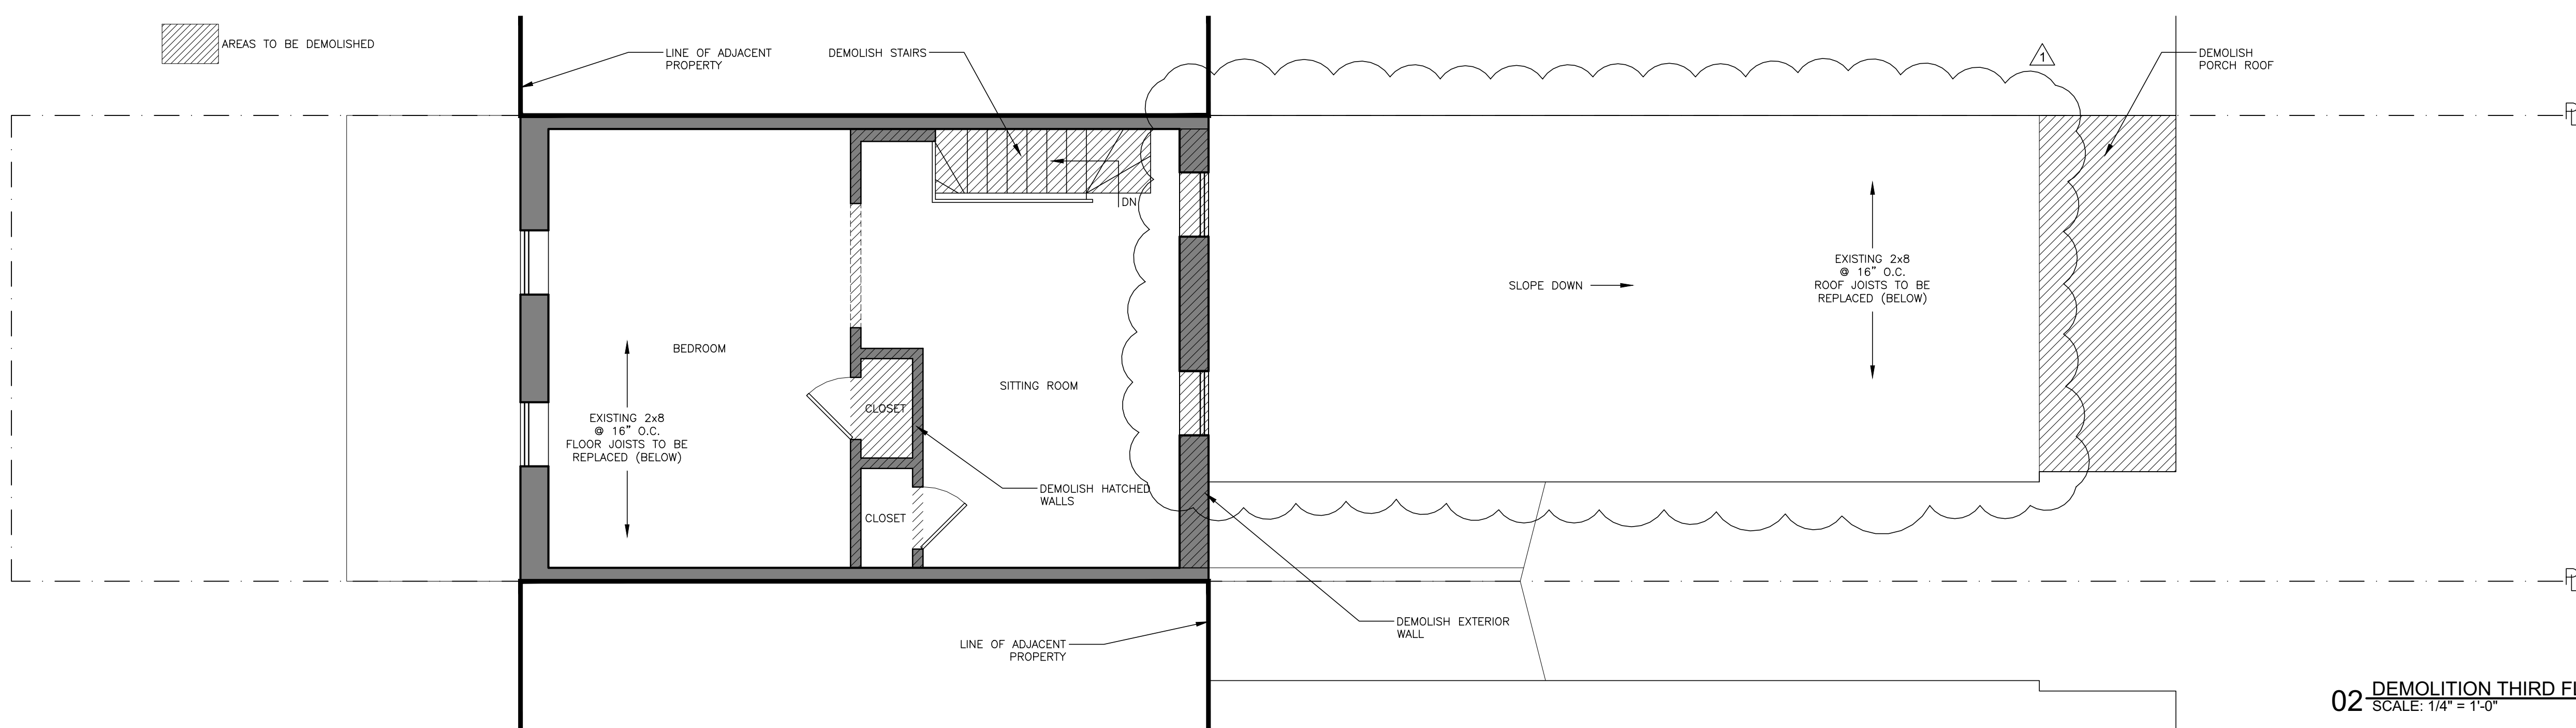 AREAS TO BE DEMOLISHED
LINE OF ADJACENT
PROPERTY
DEMOLISH STAIRS
1
DEMOLISH
PORCH ROOF
DN
EXISTING 2x8
@ 16" O.C.
ROOF JOISTS TO BE
REPLACED (BELOW)
SLOPE DOWN
BEDROOM
SITTING ROOM
CLOSET
EXISTING 2x8
@ 16" O.C.
FLOOR JOISTS TO BE
REPLACED (BELOW)
DEMOLISH HATCHED
WALLS
CLOSET
DEMOLISH EXTERIOR
WALL
LINE OF ADJACENT
PROPERTY
02 DEMOLITION THIRD
SCALE: 1/4" = 1'-0"